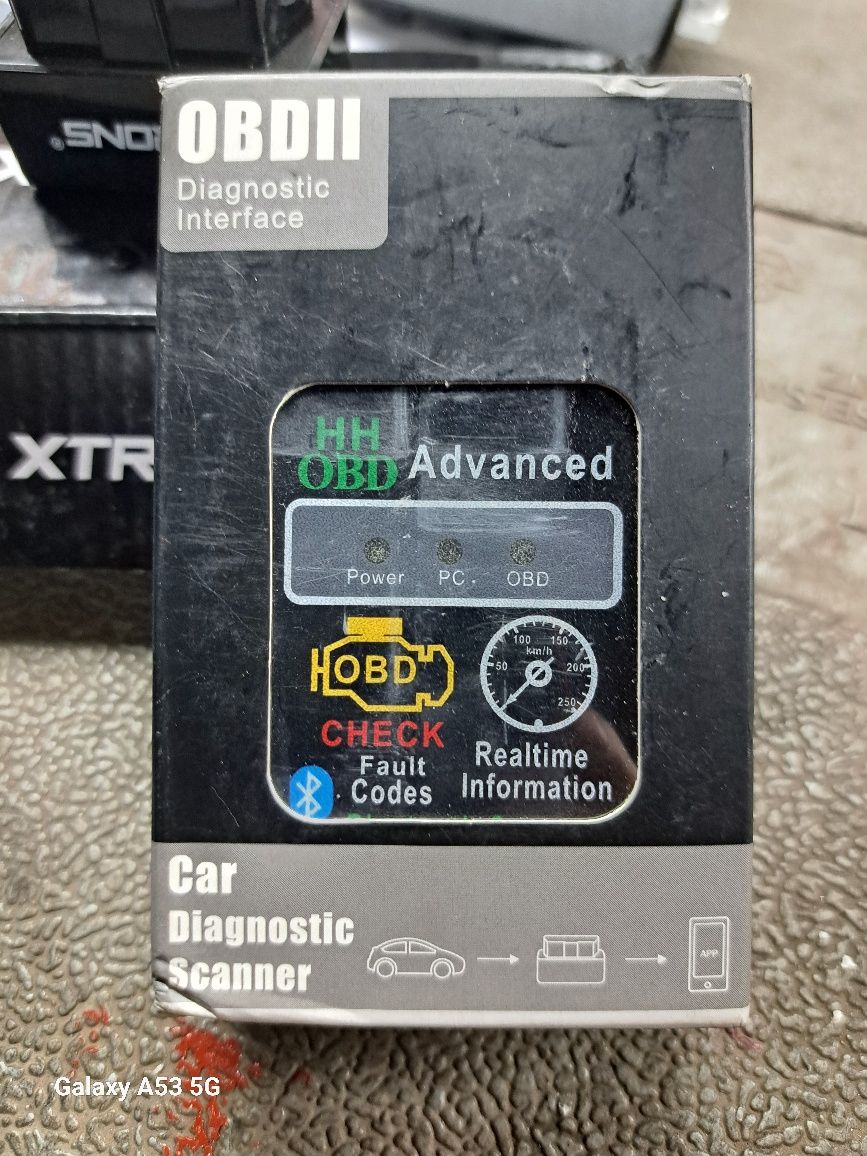 OBDII
Diagnostic
Interface
XTR
HH
OBD Advanced
Power PC OBD
OBD
CHECK
Fault
Codes
50 100 150 200 250
km/h
Realtime
Information
Car
Diagnostic
Scanner
APP
Galaxy A53 5G